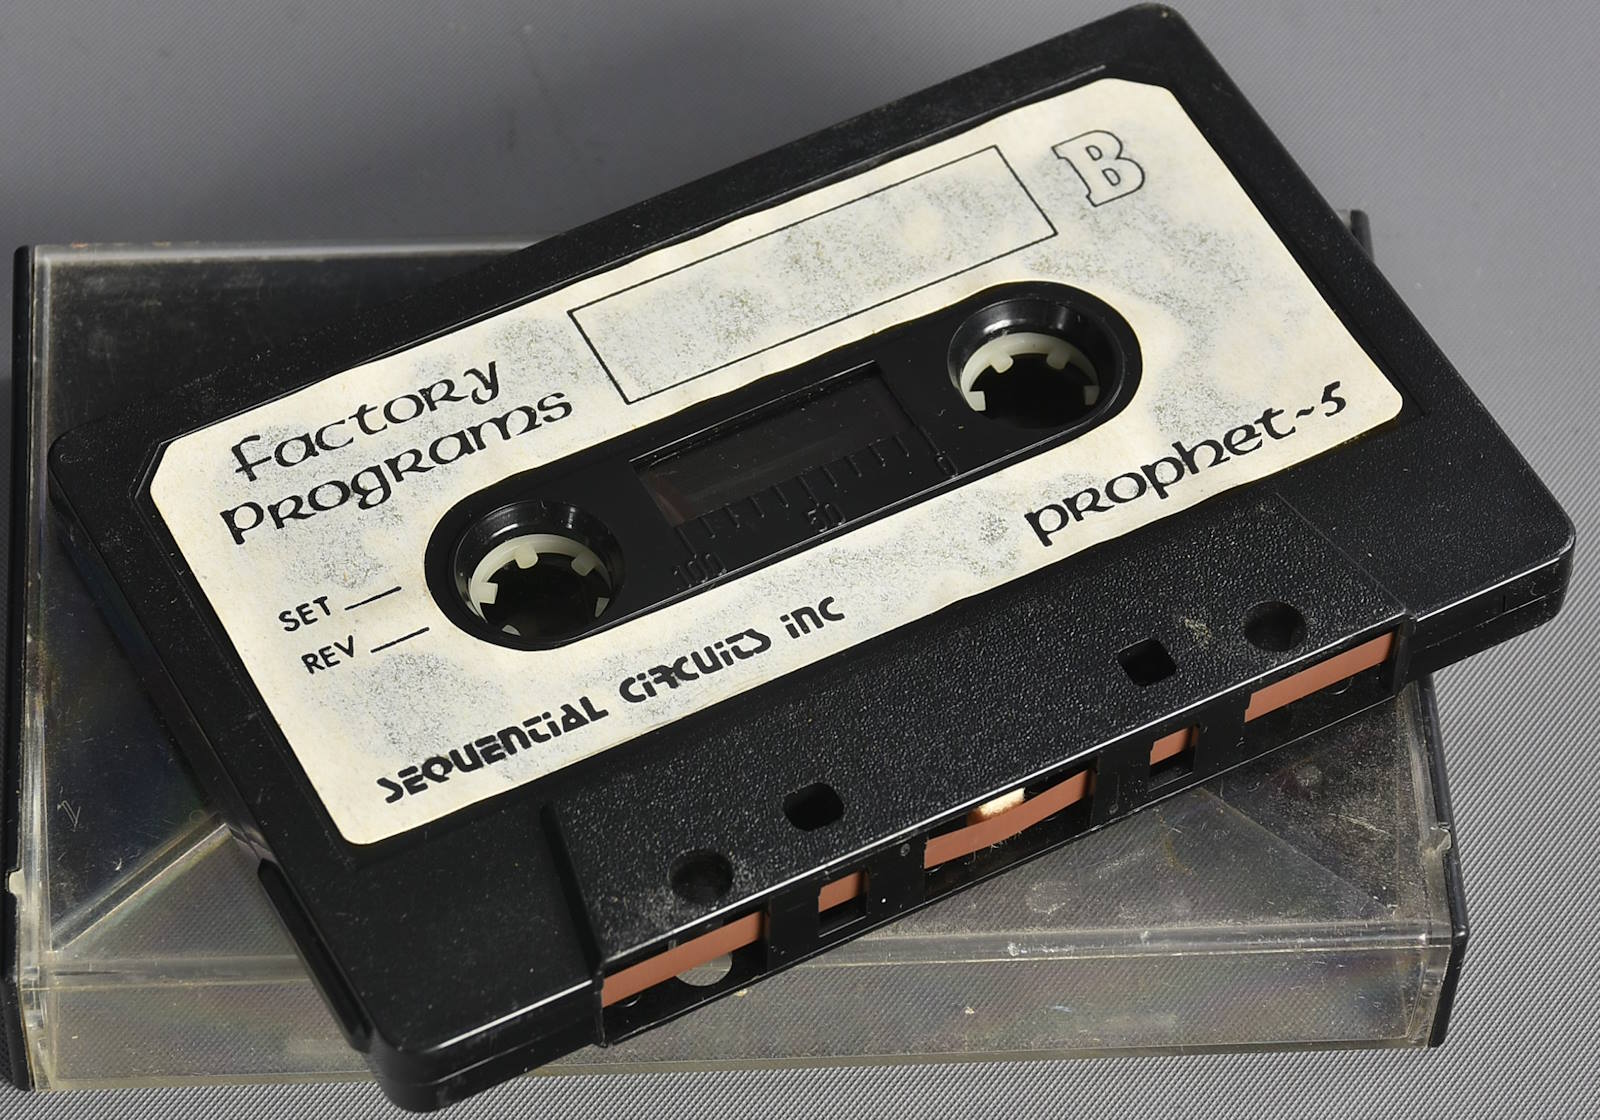 B
factory
programs
SET
REV
SEQUENTIAL CIRCUITS INC
prophet~5
100
50
0